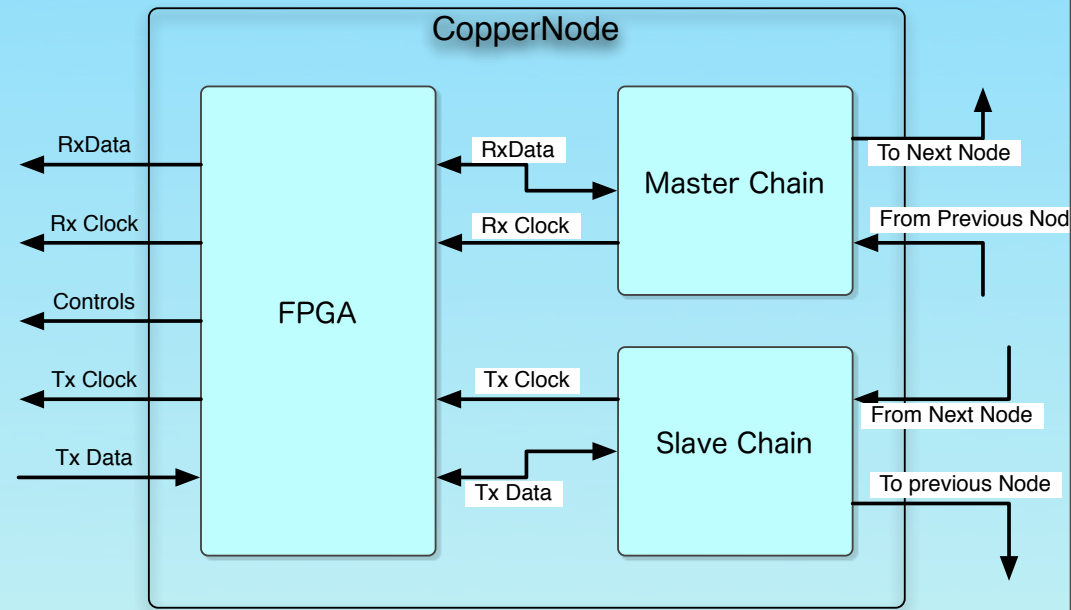 CopperNode
RxData
Rx Clock
Controls
Tx Clock
Tx Data
FPGA
RxData
Rx Clock
Tx Clock
Tx Data
Master Chain
Slave Chain
To Next Node
From Previous Nod
From Next Node
To previous Node